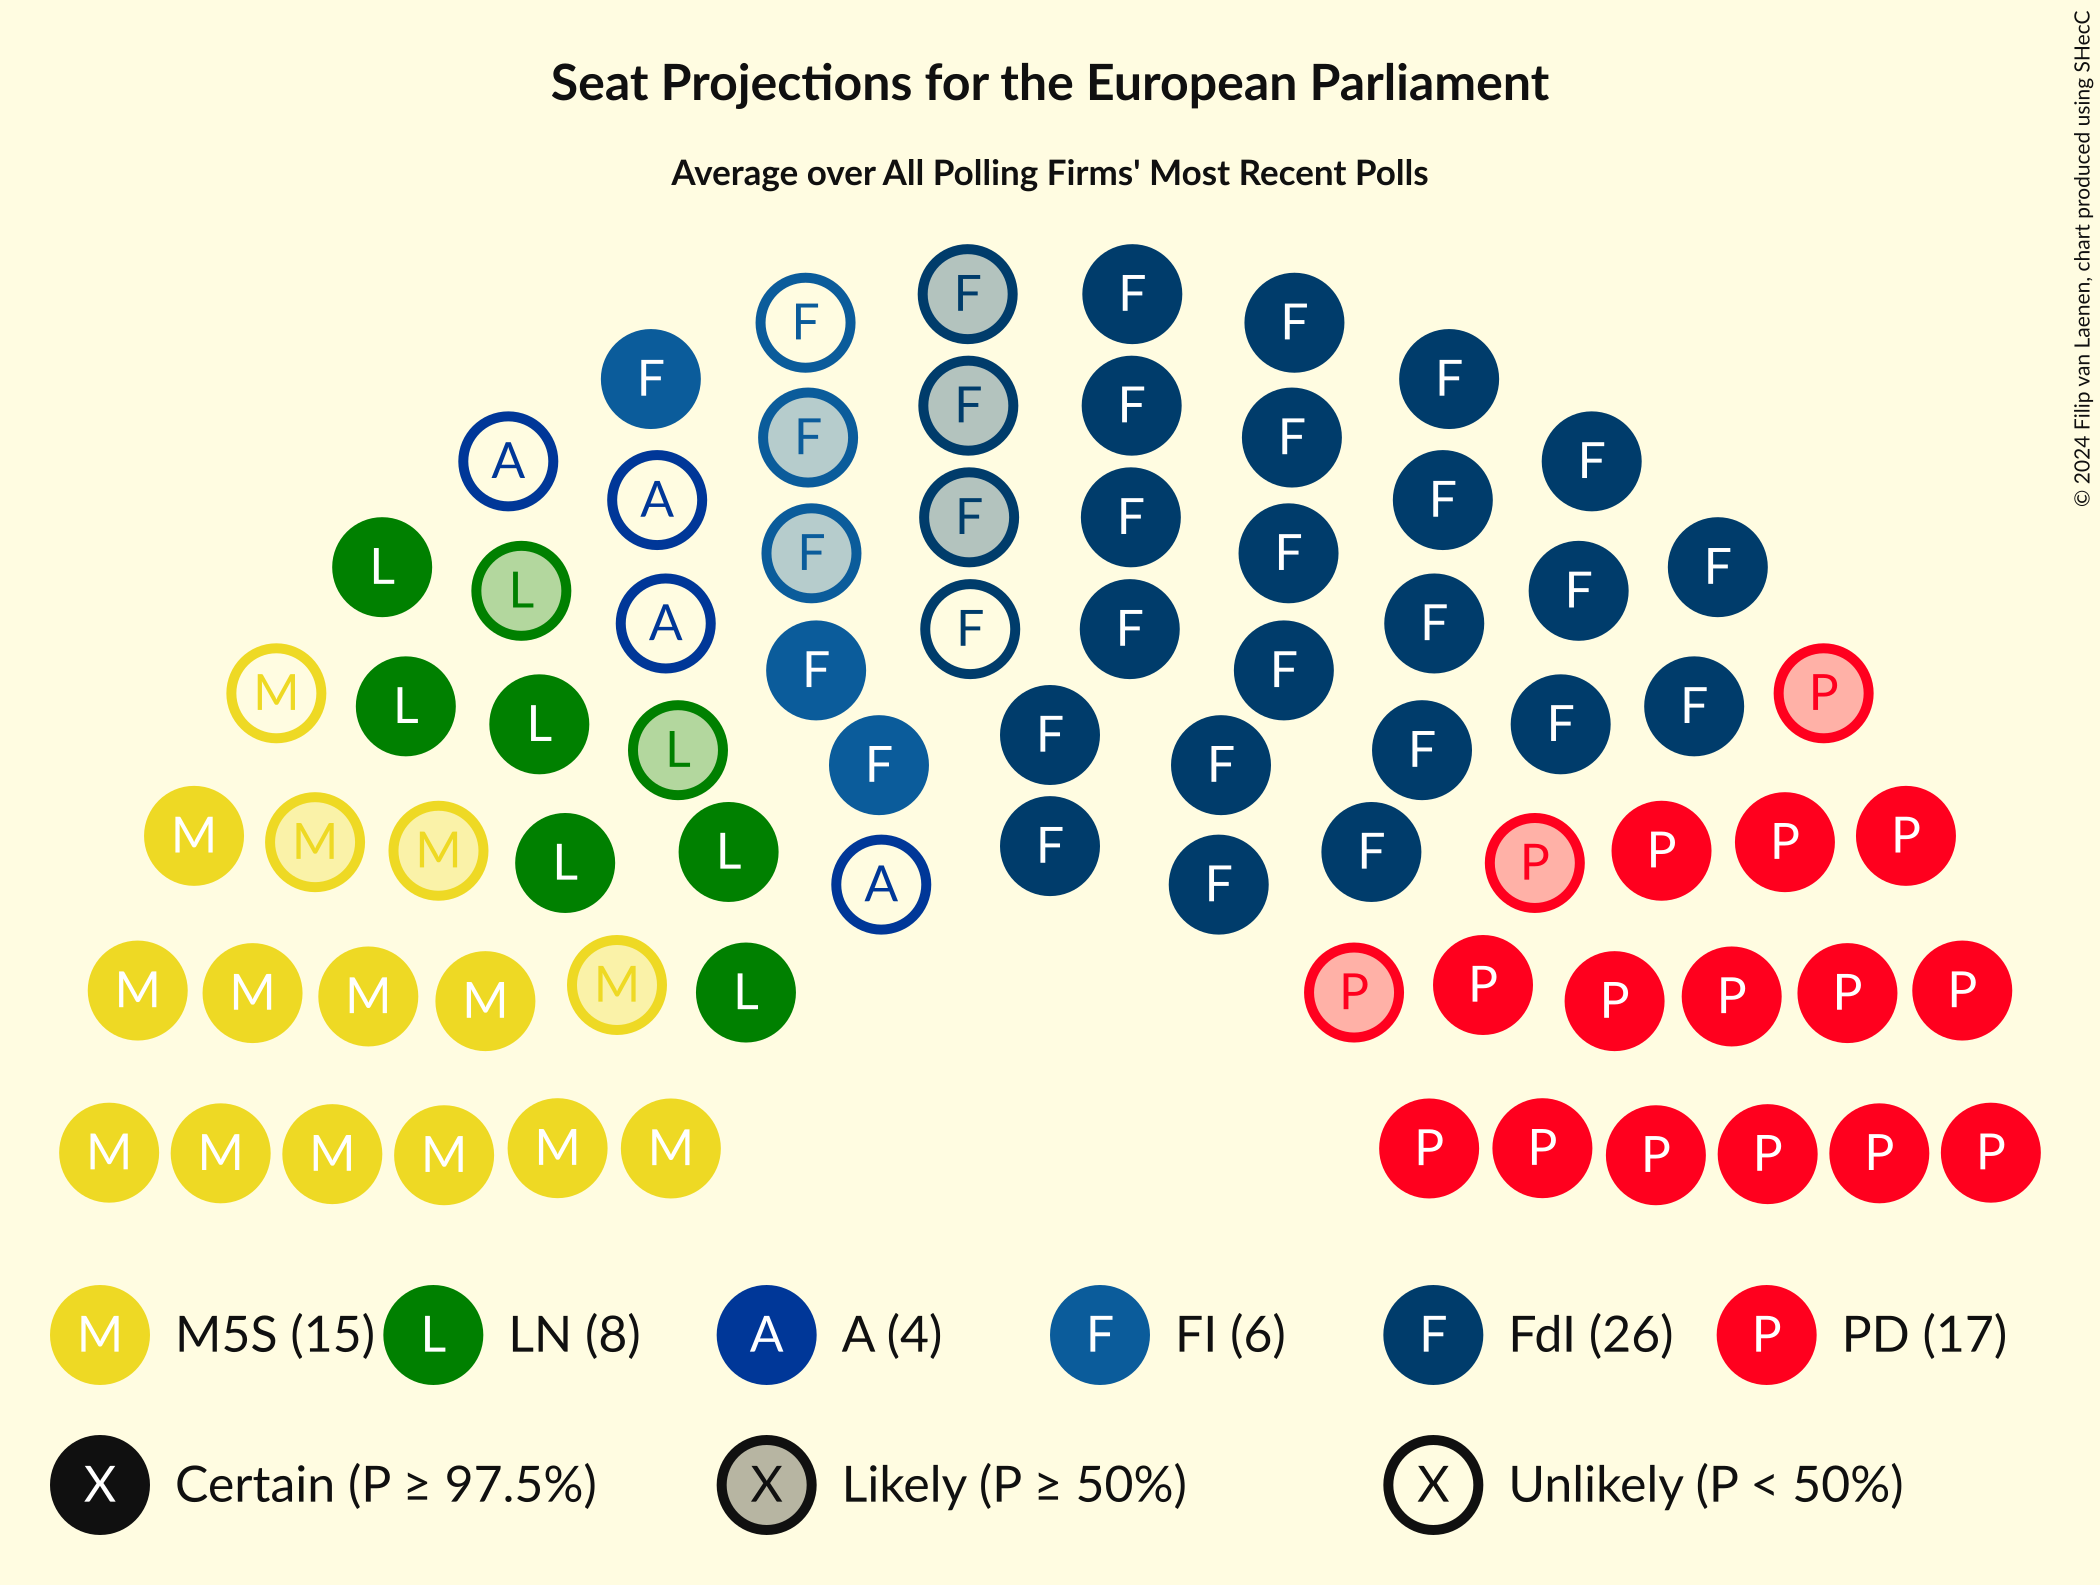 Seat Projections for the European Parliament
Average over All Polling Firms' Most Recent Polls
© 2024 Filip van Laenen, chart produced using SHecC
F F
F F
F F F F
F F
A F
A F
F F
L F F F
L F
A F
F F
M F F P
L F
L F
L F
F F F
M P
M P
M P
L P
L F
F F
A F
M P
M P
M P
M P
M P
L P
M M M M M M P P P P P P
M M5S (15) L LN (8) A A (4) F FI (6) F FdI (26) P PD (17)
X Certain (P ≥ 97.5%) X Likely (P ≥ 50%) X Unlikely (P < 50%)